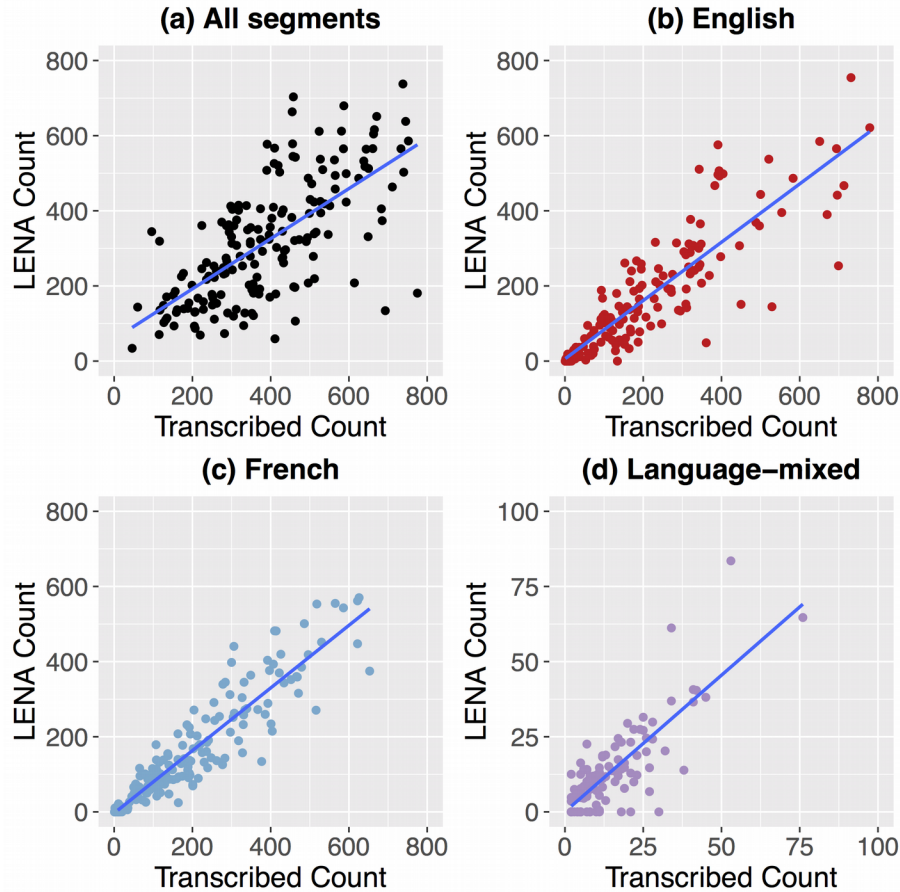 (a) All segments
800
600
400
200
0
LENA Count
0 200 400 600 800
Transcribed Count
(b) English
800
600
400
200
0
LENA Count
0 200 400 600 800
Transcribed Count
(c) French
800
600
400
200
0
LENA Count
0 200 400 600 800
Transcribed Count
(d) Language−mixed
100
75
50
25
0
LENA Count
0 25 50 75 100
Transcribed Count